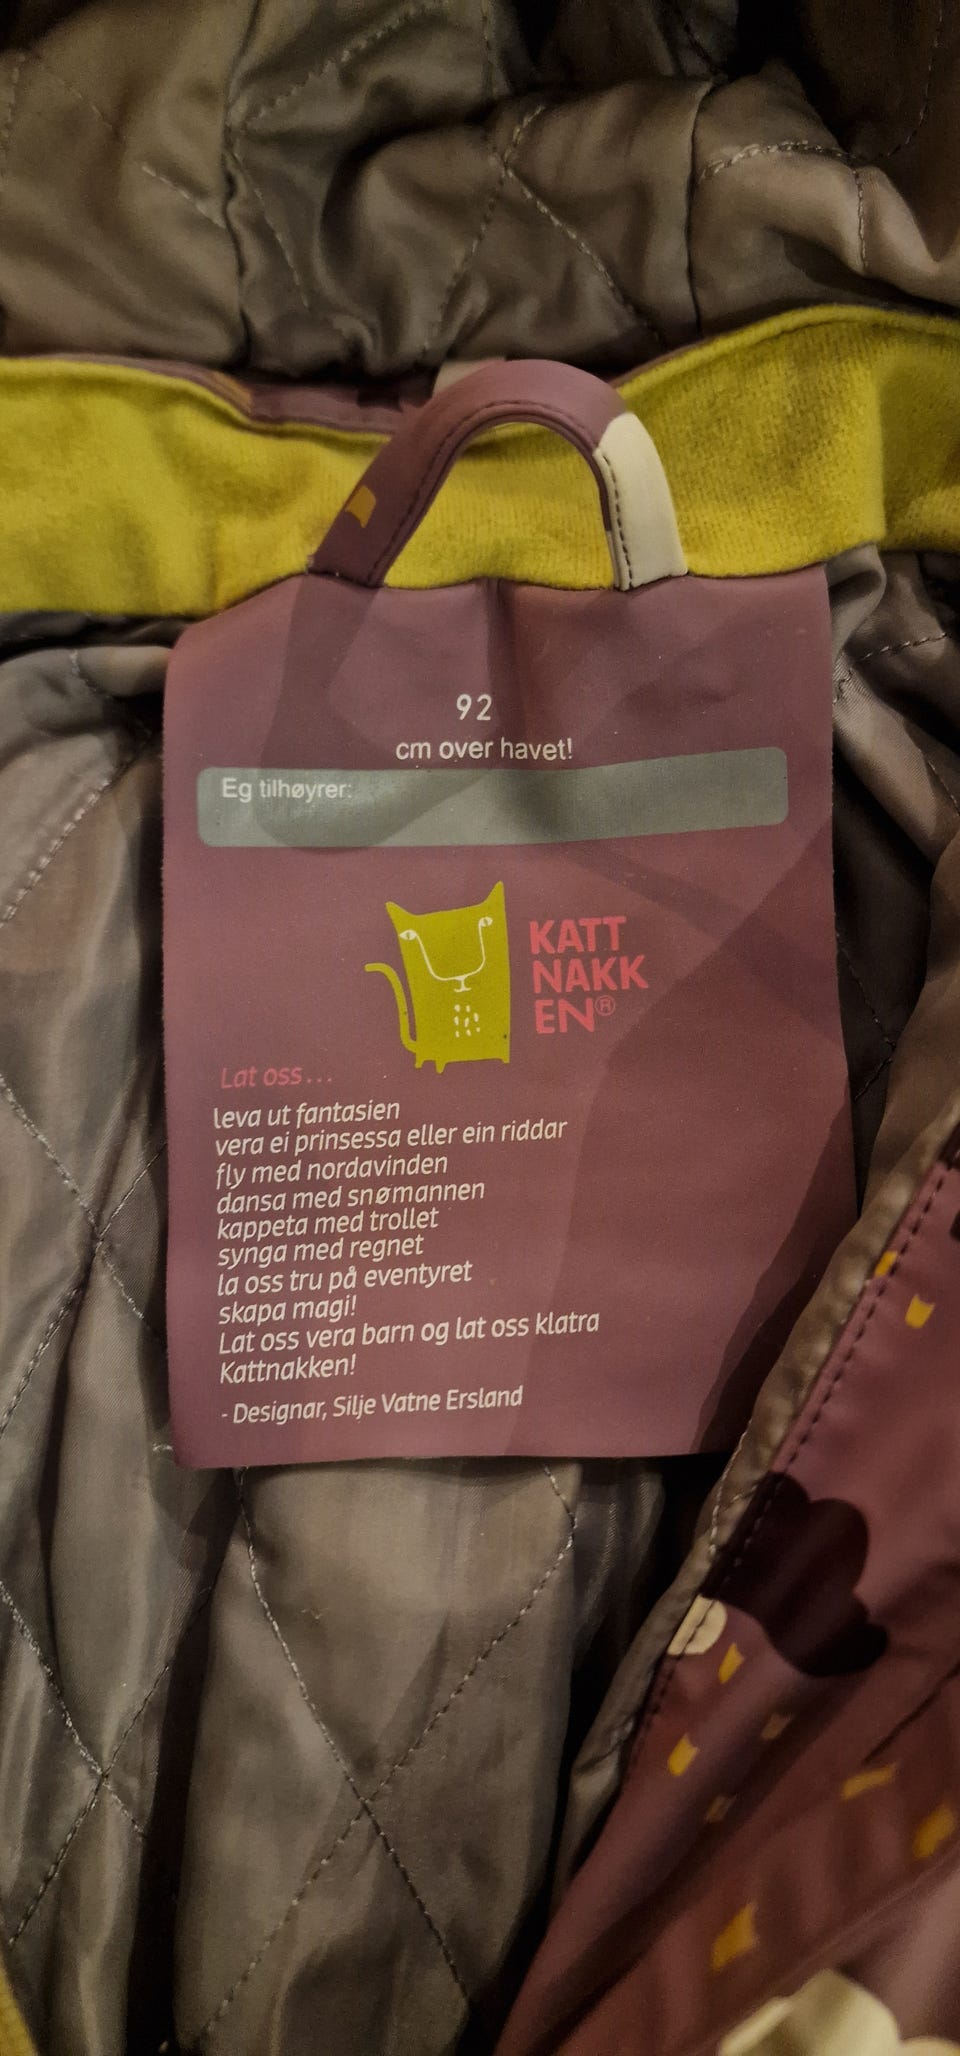 92
cm over havet!
Eg tilhøyrer:
KATT
NAKK
EN®
Lat oss...
leva ut fantasien
vera ei prinsessa eller ein riddar
fly med nordavinden
dansa med snømannen
kappeta med trollet
synga med regnet
la oss tru på eventyret
skapa magi!
Lat oss vera barn og lat oss klatra
Kattnakken!
- Designar, Silje Vatne Ersland